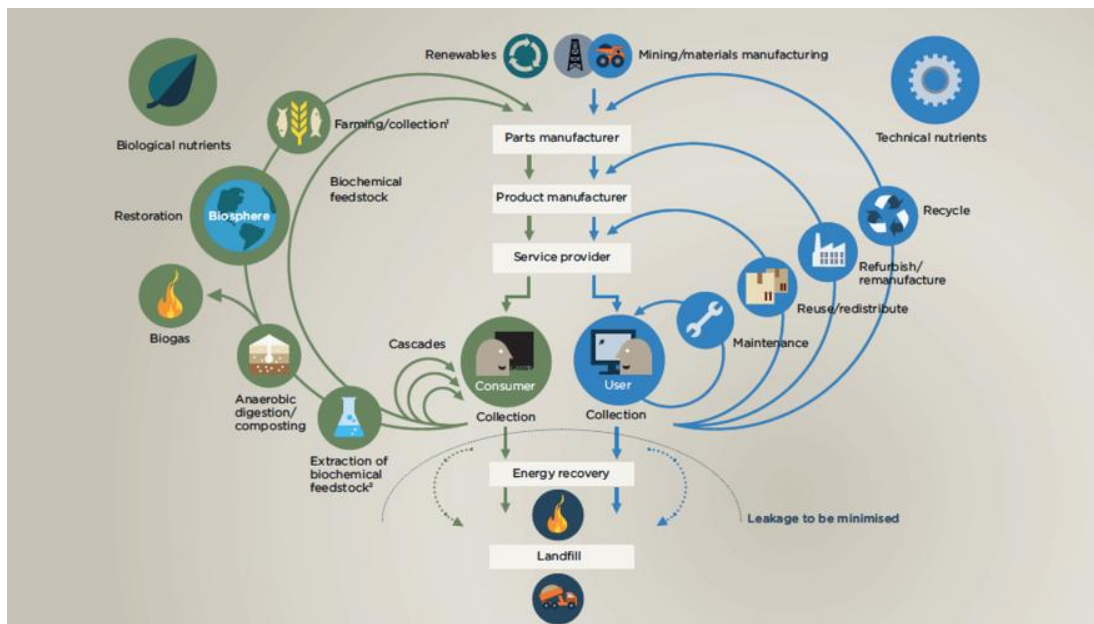 Renewables
Mining/materials manufacturing
Biological nutrients
Farming/collection¹
Parts manufacturer
Technical nutrients
Biochemical
feedstock
Product manufacturer
Restoration
Biosphere
Recycle
Service provider
Refurbish/
remanufacture
Reuse/redistribute
Biogas
Cascades
Maintenance
Consumer
User
Anaerobic
digestion/
composting
Collection
Collection
Extraction of
biochemical
feedstock²
Energy recovery
Leakage to be minimised
Landfill